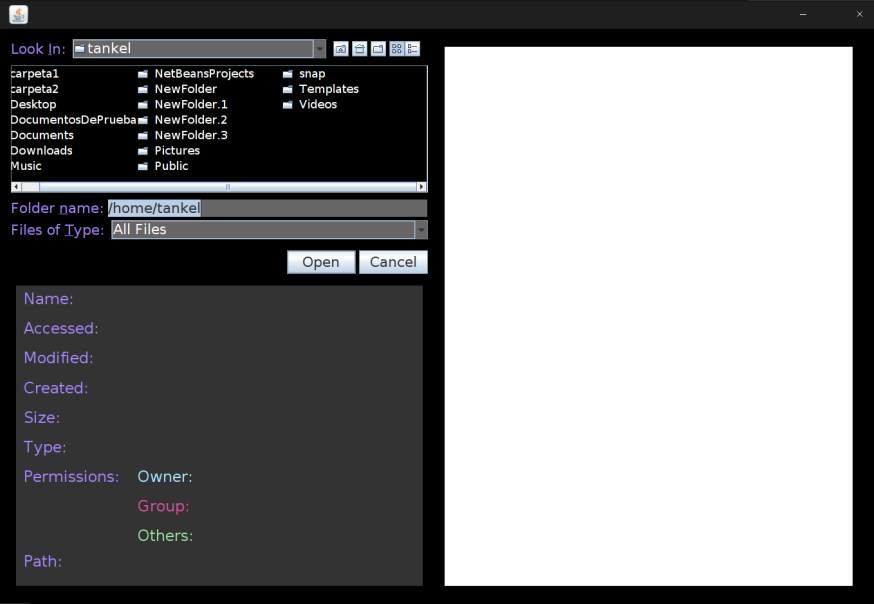 Look In: tankel
carpeta1 NetBeansProjects snap
carpeta2 NewFolder Templates
Desktop NewFolder.1 Videos
DocumentosDePrueba NewFolder.2
Documents NewFolder.3
Downloads Pictures
Music Public
Folder name: /home/tankel
Files of Type: All Files
Open Cancel
Name:
Accessed:
Modified:
Created:
Size:
Type:
Permissions: Owner:
Group:
Others:
Path: